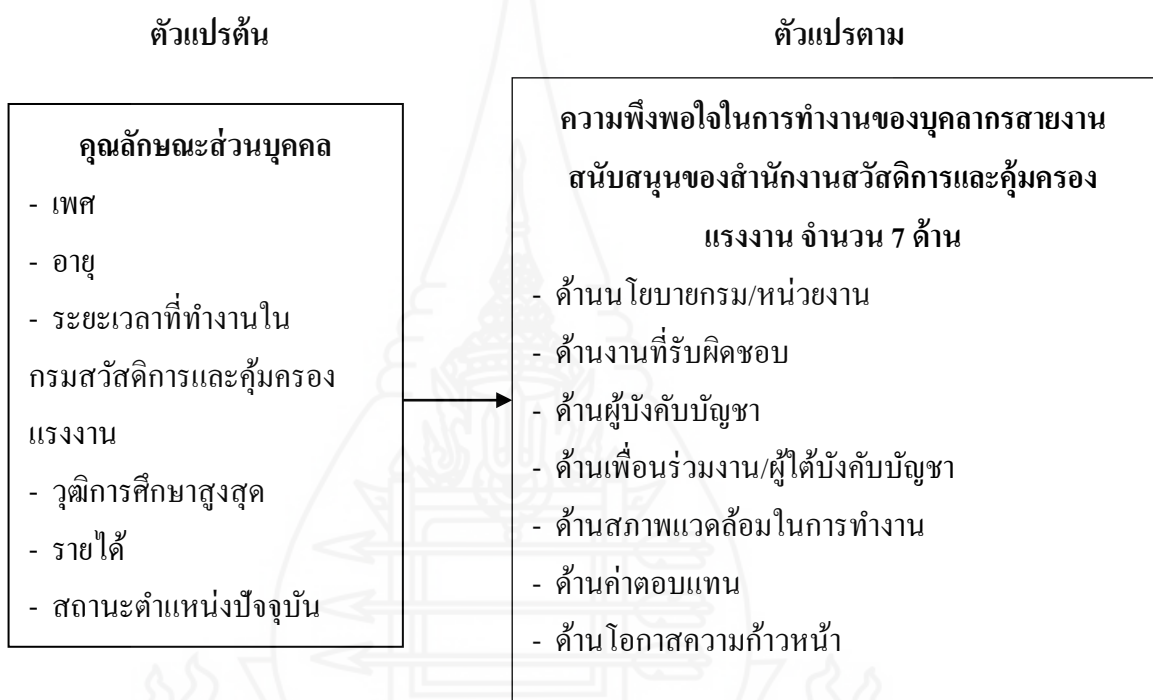 ตัวแปรต้น
ตัวแปรตาม
คุณลักษณะส่วนบุคคล
- เพศ
- อายุ
- ระยะเวลาที่ทำงานใน
กรมสวัสดิการและคุ้มครอง
แรงงาน
- วุฒิการศึกษาสูงสุด
- รายได้
- สถานะตำแหน่งปัจจุบัน
ความพึงพอใจในการทำงานของบุคลากรสายงาน
สนับสนุนของสำนักงานสวัสดิการและคุ้มครอง
แรงงาน จำนวน 7 ด้าน
- ด้านนโยบายกรม/หน่วยงาน
- ด้านงานที่รับผิดชอบ
- ด้านผู้บังคับบัญชา
- ด้านเพื่อนร่วมงาน/ผู้ใต้บังคับบัญชา
- ด้านสภาพแวดล้อมในการทำงาน
- ด้านค่าตอบแทน
- ด้านโอกาสความก้าวหน้า